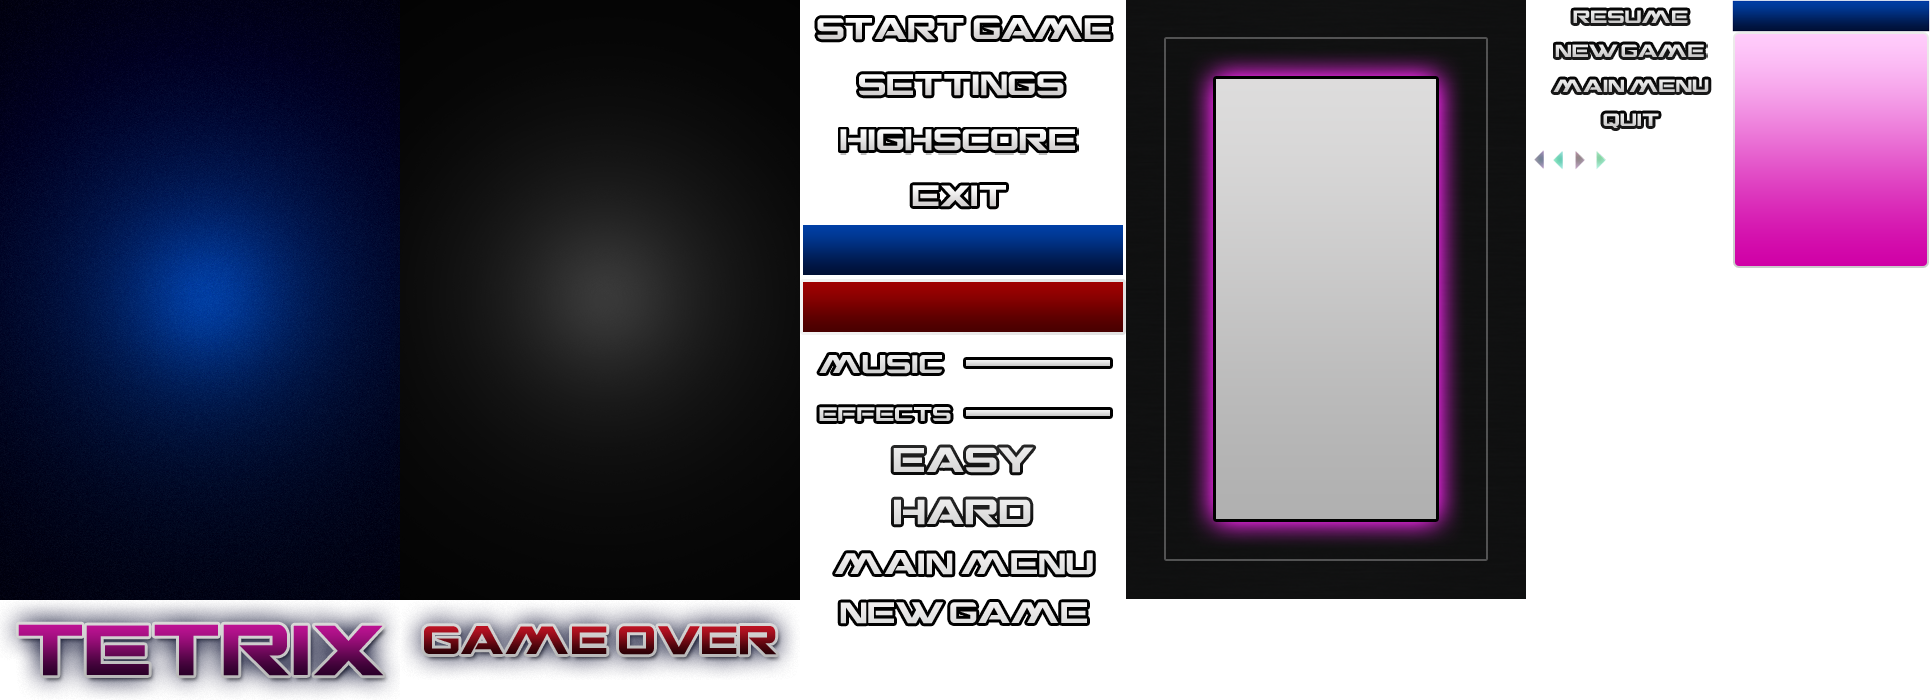 START GAME
SETTINGS
HIGHSCORE
EXIT
MUSIC
EFFECTS
EASY
HARD
MAIN MENU
NEW GAME
RESUME
NEW GAME
MAIN MENU
QUIT
TETRIX
GAME OVER